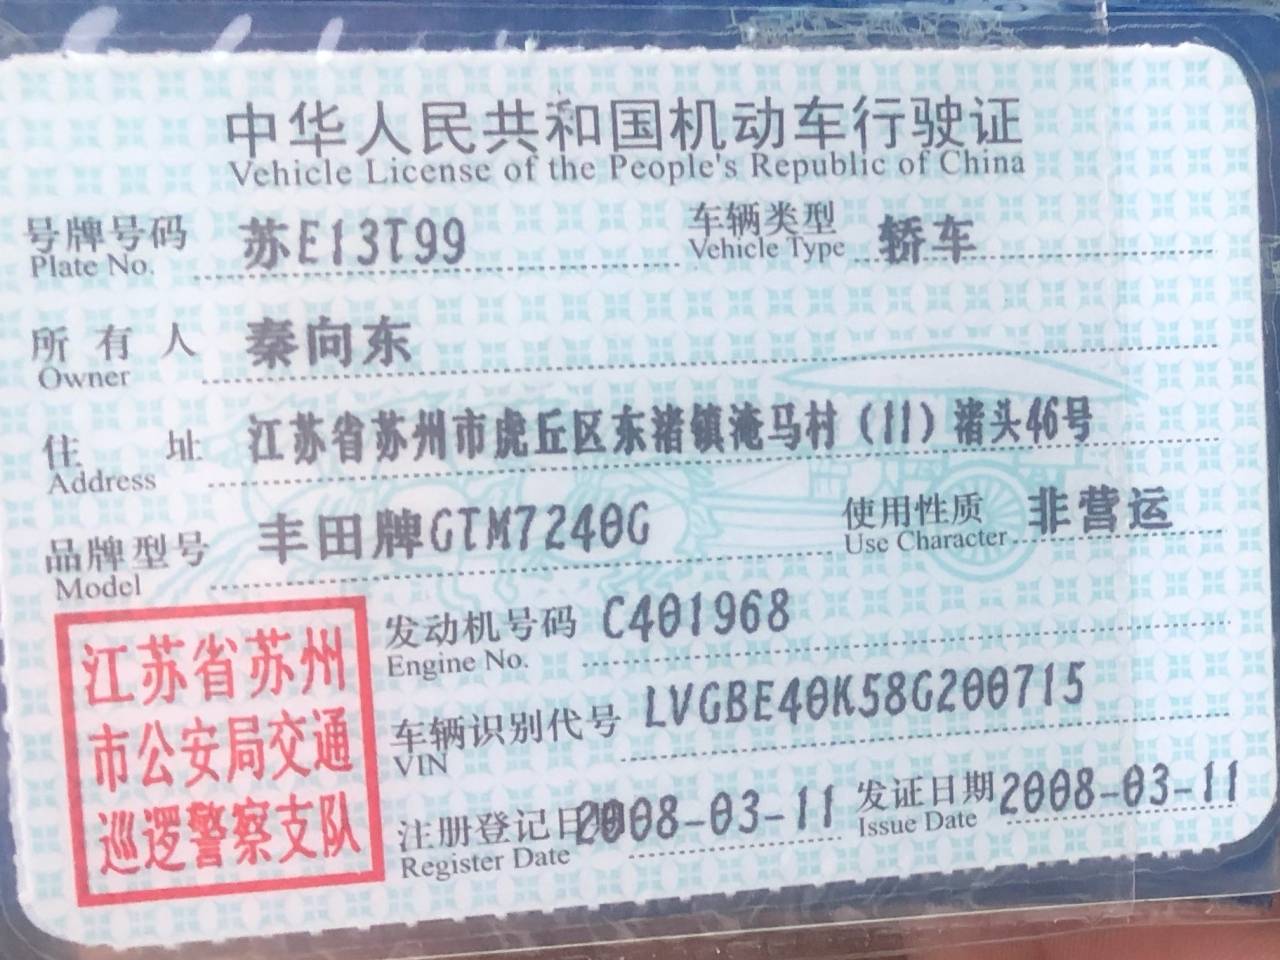 中华人民共和国机动车行驶证
Vehicle License of the People's Republic of China
号牌号码 苏E13T99 车辆类型 轿车
Plate No. Vehicle Type
所有人 秦向东
Owner
住址 江苏省苏州市虎丘区东渚镇淹马村(11)渚头46号
Address
品牌型号 丰田牌GTM7240G 使用性质 非营运
Model Use Character
发动机号码 C401968
Engine No.
车辆识别代号 LVGBE40K58G200715
VIN
注册登记日 2008-03-11 发证日期 2008-03-11
Register Date Issue Date
江苏省苏州
市公安局交通
巡逻警察支队